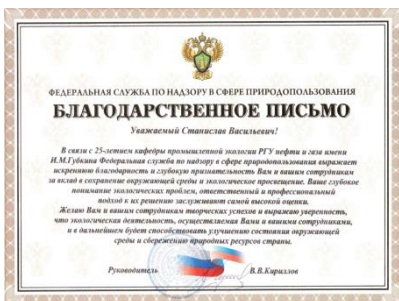 ФЕДЕРАЛЬНАЯ СЛУЖБА ПО НАДЗОРУ В СФЕРЕ ПРИРОДОПОЛЬЗОВАНИЯ
БЛАГОДАРСТВЕННОЕ ПИСЬМО
Уважаемый Станислав Васильевич!
В связи с 25-летием кафедры промышленной экологии РГУ нефти и газа имени
И.М.Губкина Федеральная служба по надзору в сфере природопользования выражает
искреннюю благодарность и глубокую признательность Вам и вашим сотрудникам
за вклад в сохранение окружающей среды и экологическое просвещение. Ваше глубокое
понимание экологических проблем, ответственный и профессиональный
подход к их решению заслуживают самой высокой оценки.
Желаю Вам и вашим сотрудникам творческих успехов и выражаю уверенность,
что экологическая деятельность, осуществляемая Вами и вашими сотрудниками,
и в дальнейшем будет способствовать улучшению состояния окружающей
среды и сбережению природных ресурсов страны.
Руководитель В.В.Кириллов